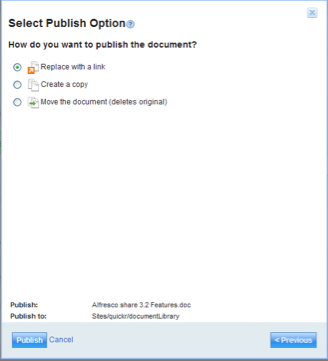 Select Publish Option
How do you want to publish the document?
Replace with a link
Create a copy
Move the document (deletes original)
Publish: Alfresco share 3.2 Features.doc
Publish to: Sites/quickr/documentLibrary
Publish Cancel < Previous